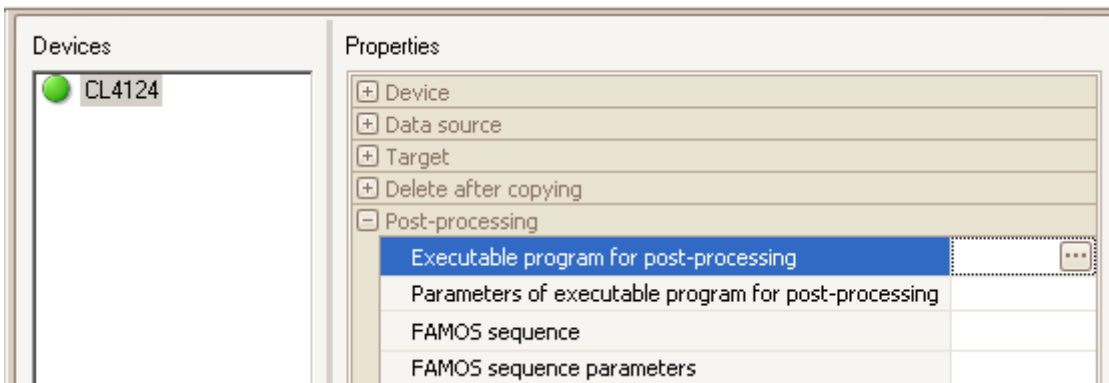 Devices
CL4124
Properties
Device
Data source
Target
Delete after copying
Post-processing
Executable program for post-processing
Parameters of executable program for post-processing
FAMOS sequence
FAMOS sequence parameters